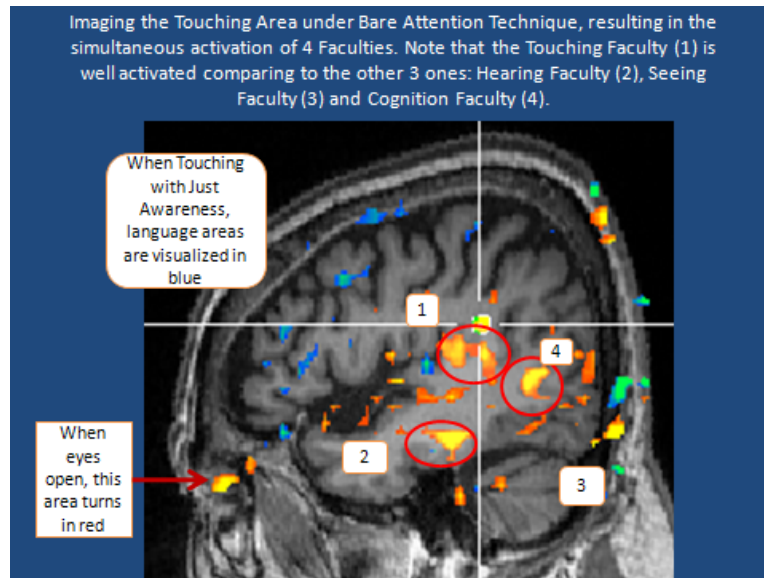 Imaging the Touching Area under Bare Attention Technique, resulting in the
simultaneous activation of 4 Faculties. Note that the Touching Faculty (1) is
well activated comparing to the other 3 ones: Hearing Faculty (2), Seeing
Faculty (3) and Cognition Faculty (4).
When Touching
with Just
Awareness,
language areas
are visualized in
blue
1
4
2
3
When
eyes
open, this
area turns
in red